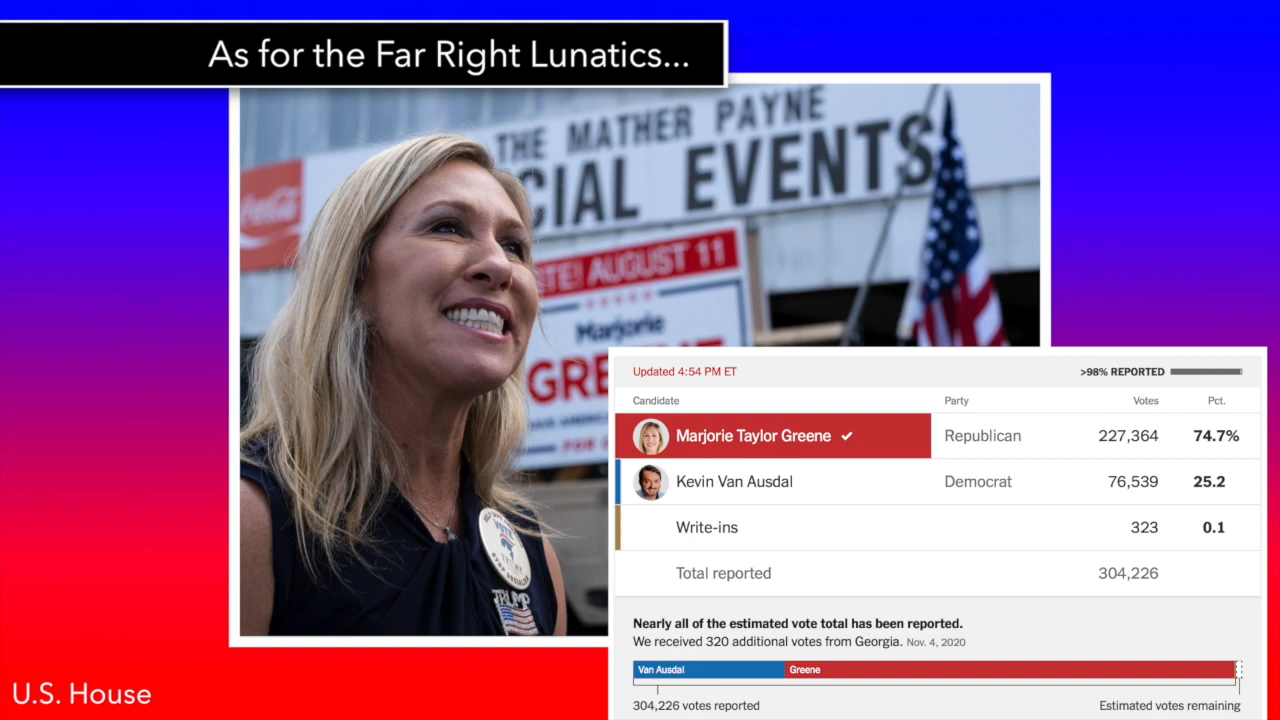 As for the Far Right Lunatics...
THE MATHER PAYNE
CIAL EVENTS
Coca-Cola
TE! AUGUST 11
Marjorie
GREE
Updated 4:54 PM ET
>98% REPORTED
Candidate Party Votes Pct.
Marjorie Taylor Greene ✓ Republican 227,364 74.7%
Kevin Van Ausdal Democrat 76,539 25.2
Write-ins 323 0.1
Total reported 304,226
VOTE
TRUMP
Nearly all of the estimated vote total has been reported.
We received 320 additional votes from Georgia. Nov. 4, 2020
Van Ausdal Greene
304,226 votes reported Estimated votes remaining
U.S. House